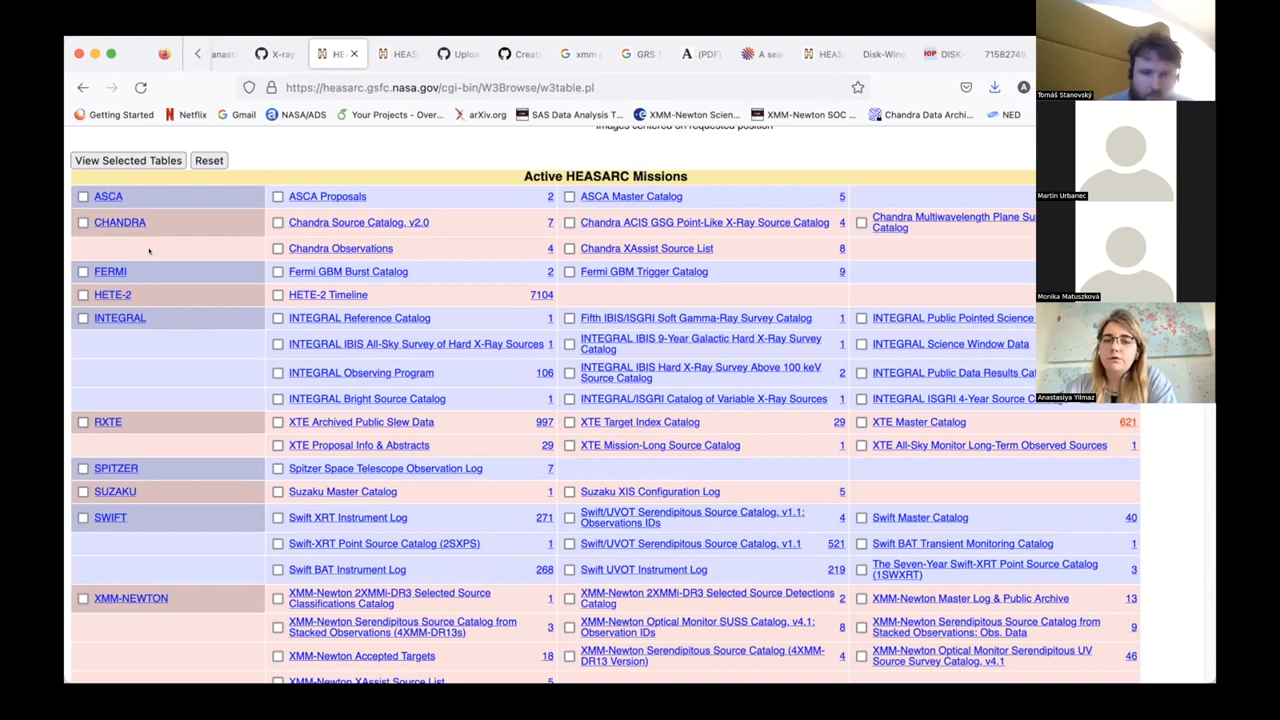 anast
X-ray
HE
HEAS
Uploa
Creat
xmm p
GRS 1
(PDF)
A sea
HEAS
Disk-Wind
IOP DISK-
71582749
https://heasarc.gsfc.nasa.gov/cgi-bin/W3Browse/w3table.pl
Getting Started
Netflix
Gmail
NASA/ADS
Your Projects - Over...
arXiv.org
SAS Data Analysis T...
XMM-Newton Scien...
XMM-Newton SOC ...
Chandra Data Archi...
NED
Images centered on requested position
View Selected Tables Reset
Active HEASARC Missions
ASCA ASCA Proposals 2 ASCA Master Catalog 5
CHANDRA Chandra Source Catalog, v2.0 7 Chandra ACIS GSG Point-Like X-Ray Source Catalog 4 Chandra Multiwavelength Plane Su
Catalog
Chandra Observations 4 Chandra XAssist Source List 8
FERMI Fermi GBM Burst Catalog 2 Fermi GBM Trigger Catalog 9
HETE-2 HETE-2 Timeline 7104
INTEGRAL INTEGRAL Reference Catalog 1 Fifth IBIS/ISGRI Soft Gamma-Ray Survey Catalog 1 INTEGRAL Public Pointed Science
INTEGRAL IBIS All-Sky Survey of Hard X-Ray Sources 1 INTEGRAL IBIS 9-Year Galactic Hard X-Ray Survey
Catalog 1 INTEGRAL Science Window Data
INTEGRAL Observing Program 106 INTEGRAL IBIS Hard X-Ray Survey Above 100 keV
Source Catalog 2 INTEGRAL Public Data Results Cat
INTEGRAL Bright Source Catalog 1 INTEGRAL/ISGRI Catalog of Variable X-Ray Sources 1 INTEGRAL ISGRI 4-Year Source C
RXTE XTE Archived Public Slew Data 997 XTE Target Index Catalog 29 XTE Master Catalog 621
XTE Proposal Info & Abstracts 29 XTE Mission-Long Source Catalog 1 XTE All-Sky Monitor Long-Term Observed Sources 1
SPITZER Spitzer Space Telescope Observation Log 7
SUZAKU Suzaku Master Catalog 1 Suzaku XIS Configuration Log 5
SWIFT Swift XRT Instrument Log 271 Swift/UVOT Serendipitous Source Catalog, v1.1:
Observations IDs 4 Swift Master Catalog 40
Swift-XRT Point Source Catalog (2SXPS) 1 Swift/UVOT Serendipitous Source Catalog, v1.1 521 Swift BAT Transient Monitoring Catalog 1
Swift BAT Instrument Log 268 Swift UVOT Instrument Log 219 The Seven-Year Swift-XRT Point Source Catalog
(1SWXRT) 3
XMM-NEWTON XMM-Newton 2XMMi-DR3 Selected Source
Classifications Catalog 1 XMM-Newton 2XMMi-DR3 Selected Source Detections
Catalog 2 XMM-Newton Master Log & Public Archive 13
XMM-Newton Serendipitous Source Catalog from
Stacked Observations (4XMM-DR13s) 3 XMM-Newton Optical Monitor SUSS Catalog, v4.1:
Observation IDs 8 XMM-Newton Serendipitous Source Catalog from
Stacked Observations: Obs. Data 9
XMM-Newton Accepted Targets 18 XMM-Newton Serendipitous Source Catalog (4XMM-
DR13 Version) 4 XMM-Newton Optical Monitor Serendipitous UV
Source Survey Catalog, v4.1 46
XMM-Newton XAssist Source List 5
Tomáš Stanovský
Martin Urbanec
Monika Matuszková
Anastasiya Yilmaz